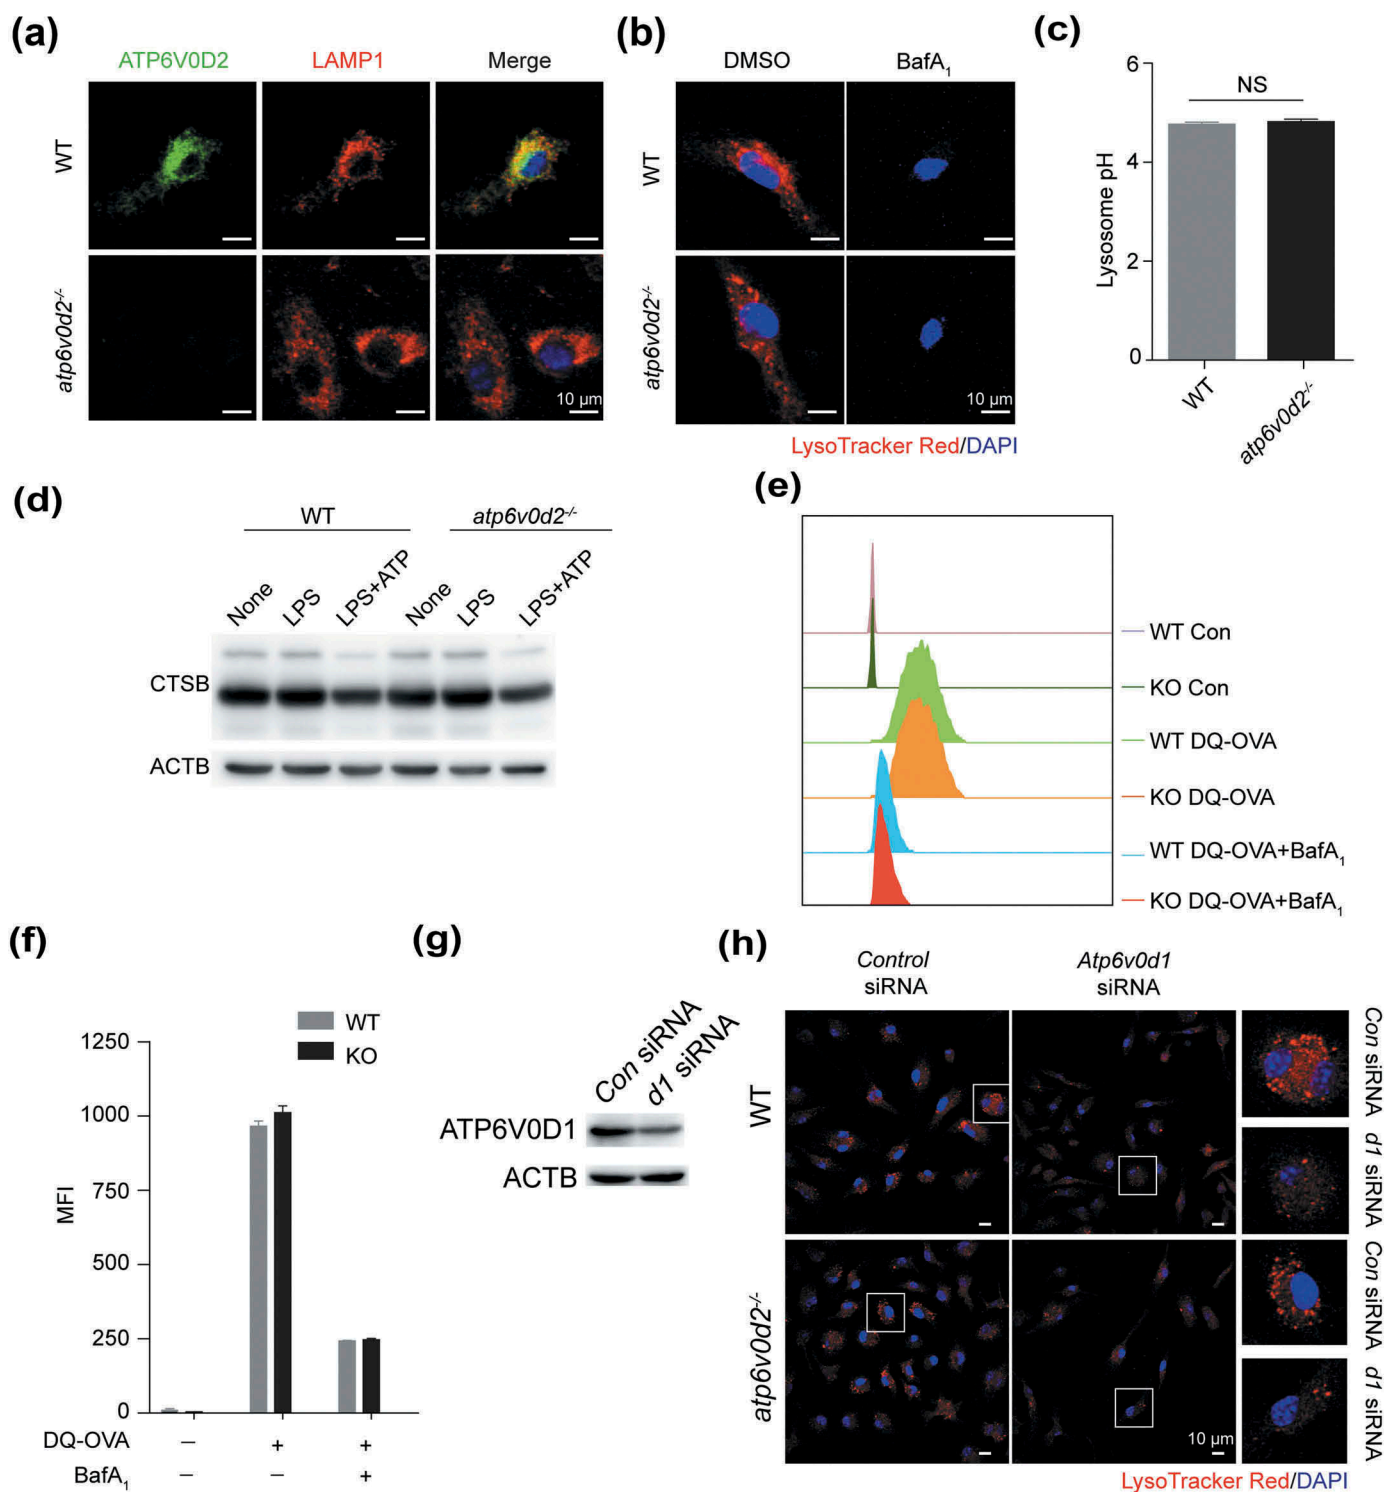 (a)
ATP6V0D2 LAMP1 Merge
WT
atp6v0d2-/-
10 µm
(b)
DMSO BafA1
WT
atp6v0d2-/-
10 µm
LysoTracker Red/DAPI
(c)
NS
6
4
2
0
Lysosome pH
WT
atp6v0d2-/-
(d)
WT atp6v0d2-/-
None LPS LPS+ATP None LPS LPS+ATP
CTSB
ACTB
(e)
WT Con
KO Con
WT DQ-OVA
KO DQ-OVA
WT DQ-OVA+BafA1
KO DQ-OVA+BafA1
(f)
WT
KO
1250
1000
750
500
250
0
MFI
DQ-OVA – + +
BafA1 – – +
(g)
Con siRNA d1 siRNA
ATP6V0D1
ACTB
(h)
Control Atp6v0d1
siRNA siRNA
WT
atp6v0d2-/-
Con siRNA
d1 siRNA
Con siRNA
d1 siRNA
10 µm
LysoTracker Red/DAPI